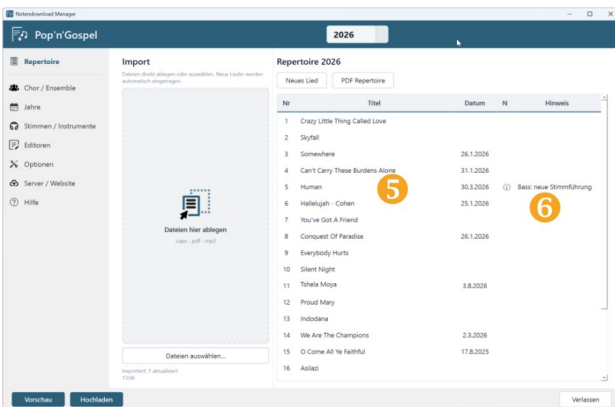 Notendownload Manager
Pop'n'Gospel
2026
Repertoire
Chor / Ensemble
Jahre
Stimmen / Instrumente
Editoren
Optionen
Server / Website
Hilfe
Import
Dateien direkt ablegen oder auswählen. Neue Lieder werden
automatisch eingetragen.
Dateien hier ablegen
.capx · .pdf · .mp3
Dateien auswählen...
Importiert: 1 aktualisiert
Repertoire 2026
Neues Lied
PDF Repertoire
Nr Titel Datum N Hinweis
1 Crazy Little Thing Called Love
2 Skyfall
3 Somewhere 26.1.2026
4 Can't Carry These Burdens Alone 31.1.2026
5 Human 30.3.2026 Bass: neue Stimmführung
5
6
6 Hallelujah - Cohen 25.1.2026
7 You've Got A Friend
8 Conquest Of Paradise 26.1.2026
9 Everybody Hurts
10 Silent Night
11 Tshela Moya 3.8.2026
12 Proud Mary
13 Indodana
14 We Are The Champions 2.3.2026
15 O Come All Ye Faithful 17.8.2025
16 Asilazi
Vorschau
Hochladen
Verlassen